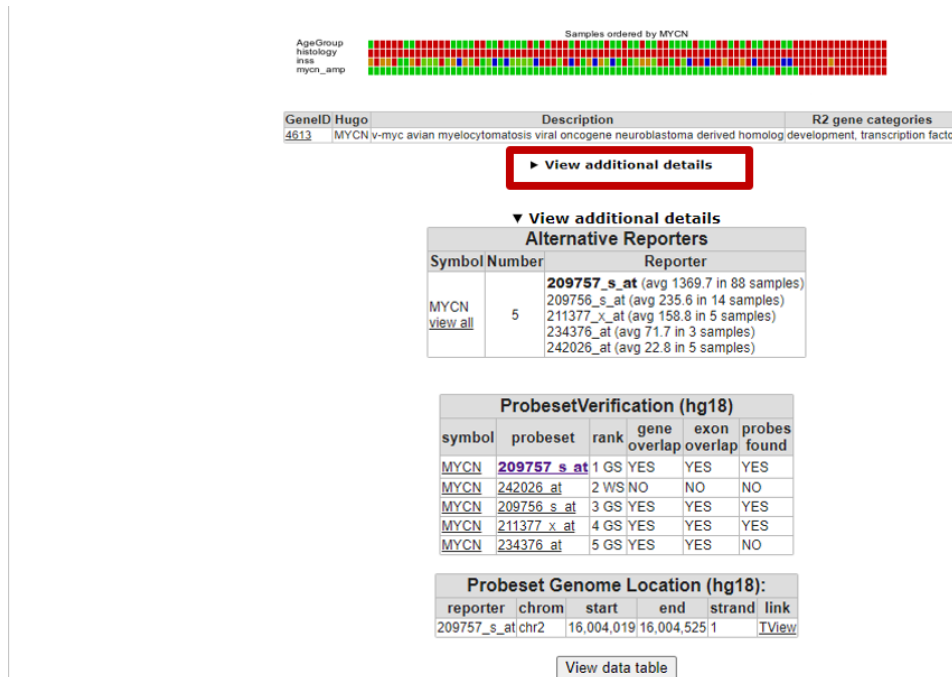 Samples ordered by MYCN
AgeGroup
histology
inss
mycn_amp
GeneID Hugo Description R2 gene categories
4613 MYCN v-myc avian myelocytomatosis viral oncogene neuroblastoma derived homolog development, transcription facto
► View additional details
▼ View additional details
Alternative Reporters
Symbol Number Reporter
MYCN view all 5 209757_s_at (avg 1369.7 in 88 samples)
209756_s_at (avg 235.6 in 14 samples)
211377_x_at (avg 158.8 in 5 samples)
234376_at (avg 71.7 in 3 samples)
242026_at (avg 22.8 in 5 samples)
ProbesetVerification (hg18)
symbol probeset rank gene overlap exon overlap probes found
MYCN 209757_s_at 1 GS YES YES YES
MYCN 242026_at 2 WS NO NO NO
MYCN 209756_s_at 3 GS YES YES YES
MYCN 211377_x_at 4 GS YES YES YES
MYCN 234376_at 5 GS YES YES NO
Probeset Genome Location (hg18):
reporter chrom start end strand link
209757_s_at chr2 16,004,019 16,004,525 1 TView
View data table